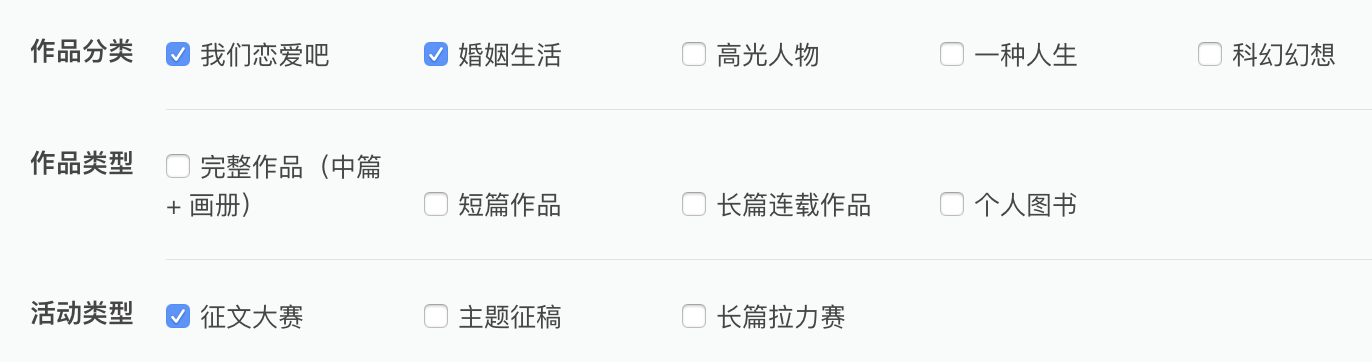 作品分类 我们恋爱吧 婚姻生活 高光人物 一种人生 科幻幻想
作品类型 完整作品（中篇
+ 画册） 短篇作品 长篇连载作品 个人图书
活动类型 征文大赛 主题征稿 长篇拉力赛